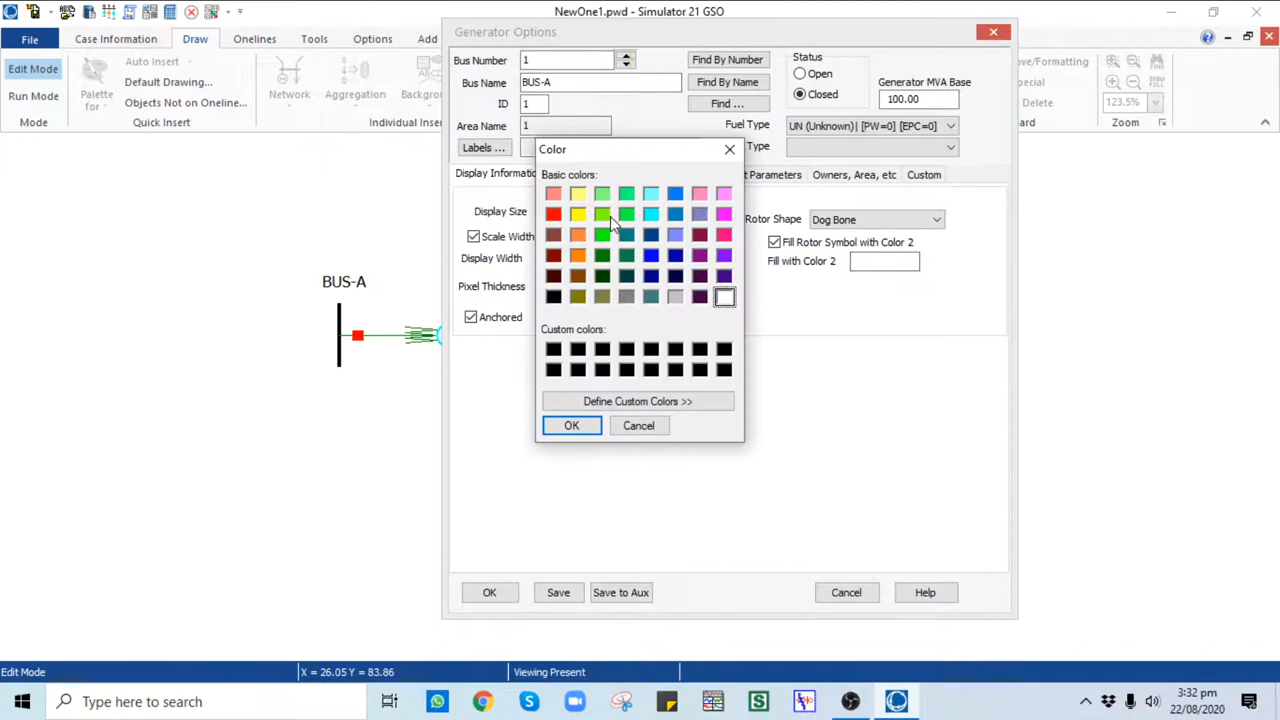 NewOne1.pwd - Simulator 21 GSO
File Case Information Draw Onelines Tools Options Add
Generator Options
Edit Mode
Run Mode
Mode
Auto Insert
Default Drawing...
Objects Not on Oneline...
Quick Insert
Network
Aggregation
Individual
Palette
for
Bus Number 1 Find By Number
Bus Name BUS-A Find By Name
ID 1 Find ...
Area Name 1
Labels ...
Status
Open
Closed
Generator MVA Base
100.00
Fuel Type UN (Unknown)| [PW=0] [EPC=0]
Type
/Formatting
Delete
123.5%
FULL
Zoom
Display Information
Parameters Owners, Area, etc Custom
Display Size
Scale Width
Display Width
Pixel Thickness
Anchored
Rotor Shape Dog Bone
Fill Rotor Symbol with Color 2
Fill with Color 2
Color
Basic colors:
Custom colors:
Define Custom Colors >>
OK Cancel
BUS-A
OK Save Save to Aux Cancel Help
Edit Mode X = 26.05 Y = 83.86 Viewing Present
Type here to search
3:32 pm
22/08/2020